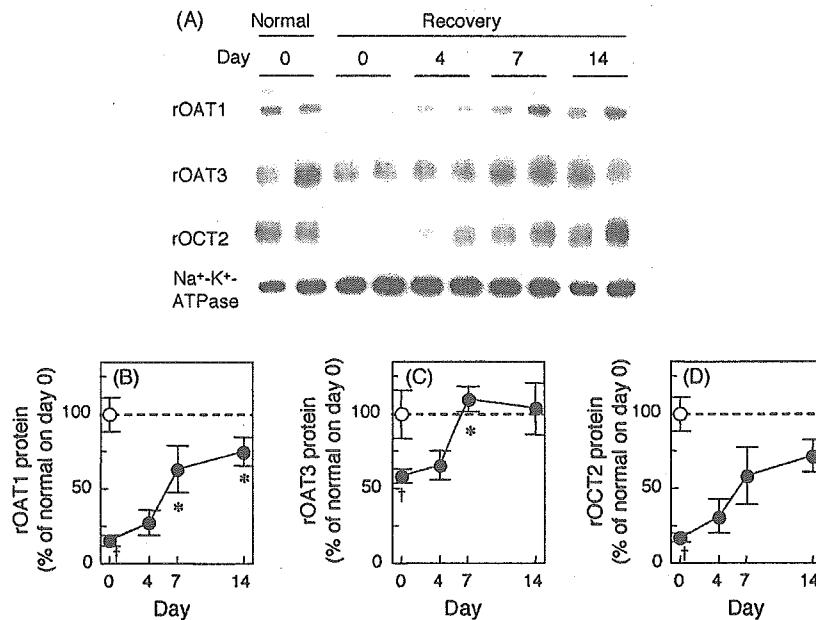 (A) Normal Recovery
Day 0 0 4 7 14
rOAT1
rOAT3
rOCT2
Na⁺-K⁺-
ATPase
(B)
rOAT1 protein
(% of normal on day 0)
100
50
0
†
*
*
0 4 7 14
Day
(C)
rOAT3 protein
(% of normal on day 0)
100
50
0
†
*
0 4 7 14
Day
(D)
rOCT2 protein
(% of normal on day 0)
100
50
0
†
0 4 7 14
Day